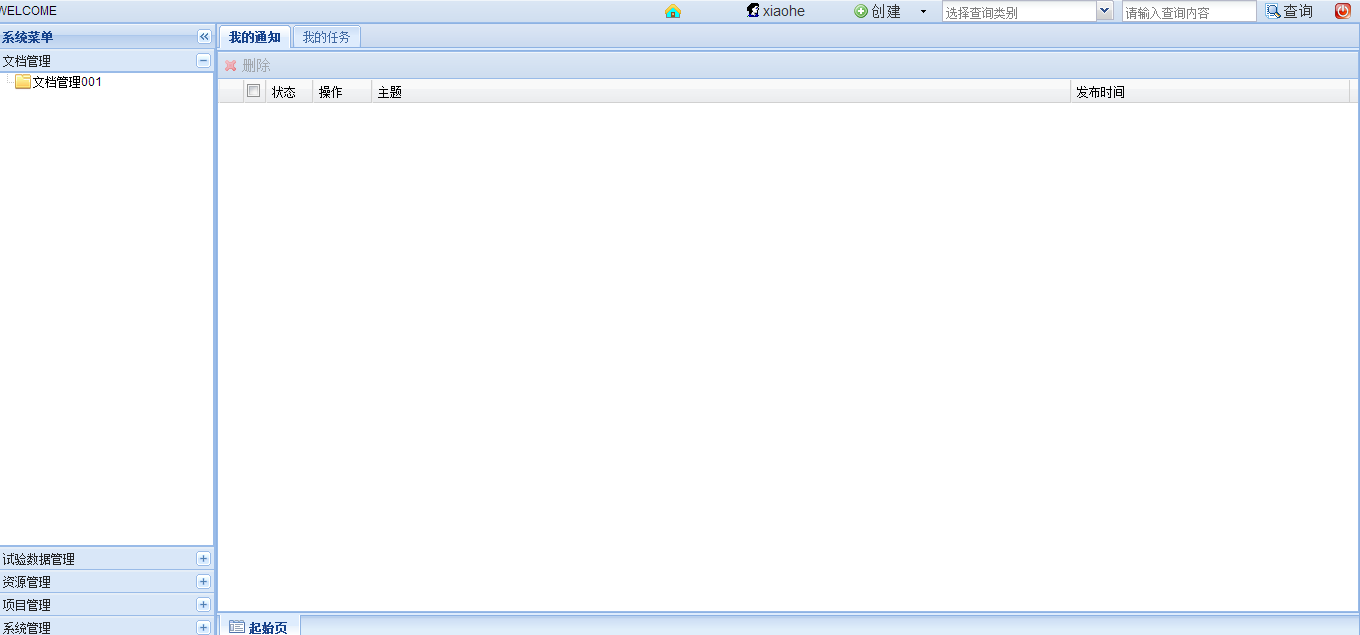 WELCOME xiaohe 创建 选择查询类别 请输入查询内容 查询
系统菜单 我的通知 我的任务
文档管理 删除
文档管理001
状态 操作 主题 发布时间
试验数据管理
资源管理
项目管理
系统管理 起始页